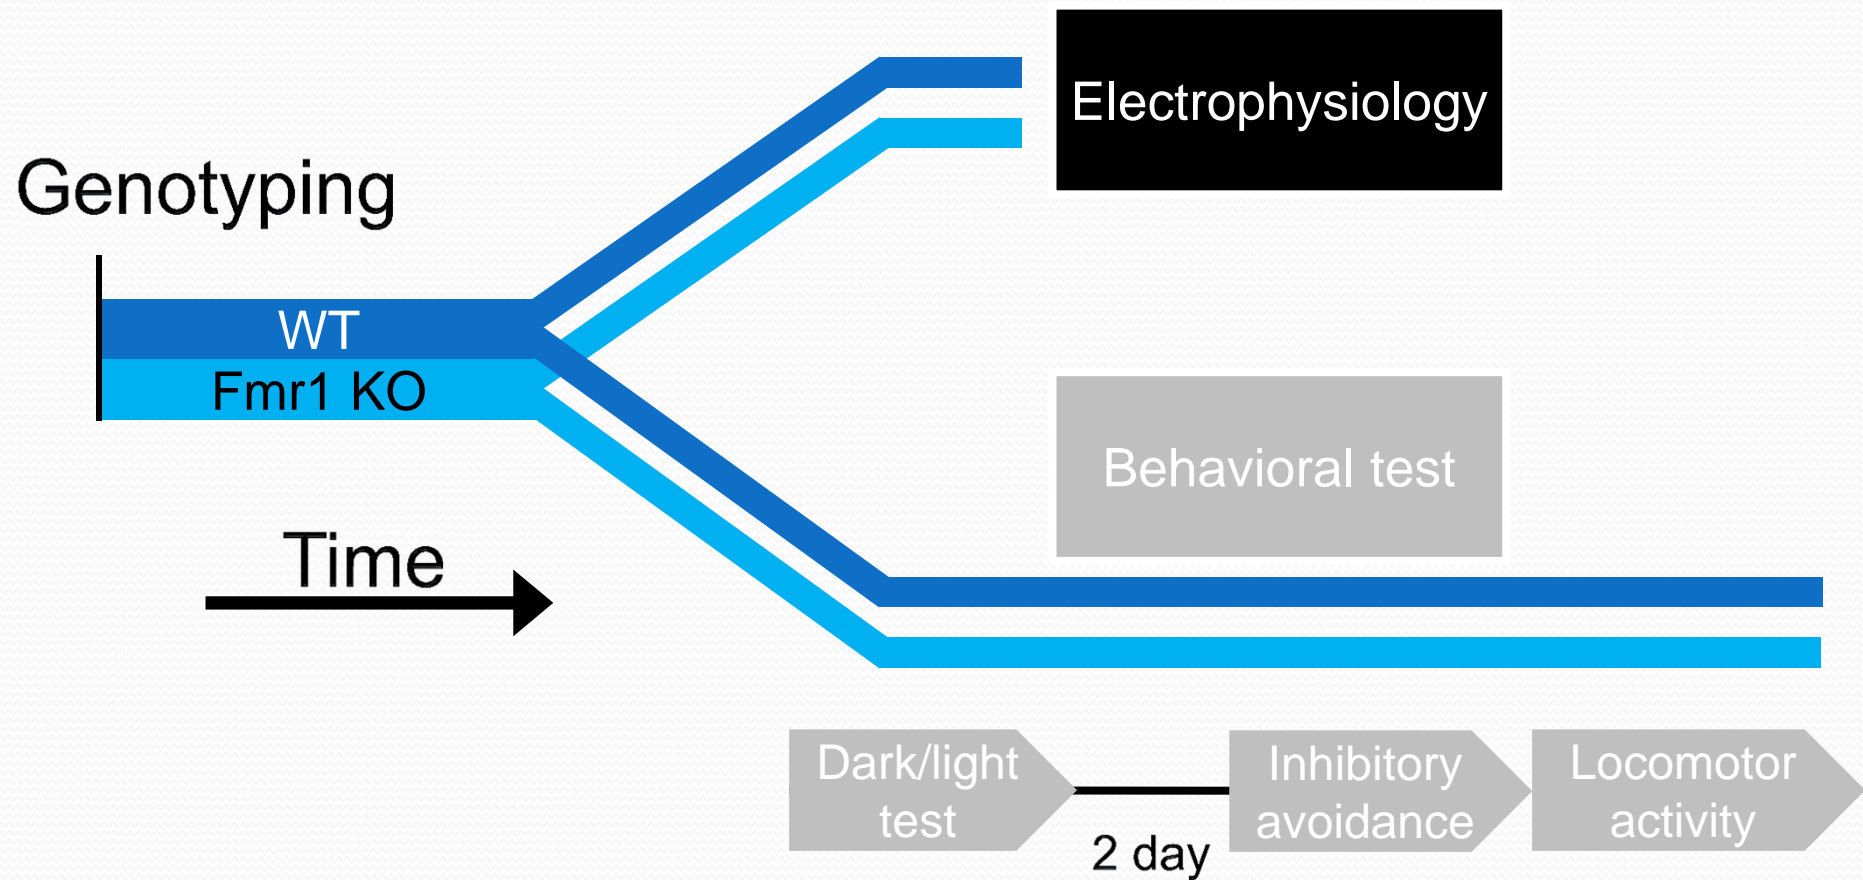 Electrophysiology
Genotyping
WT
Fmr1 KO
Behavioral test
Time
Dark/light
test
2 day
Inhibitory
avoidance
Locomotor
activity